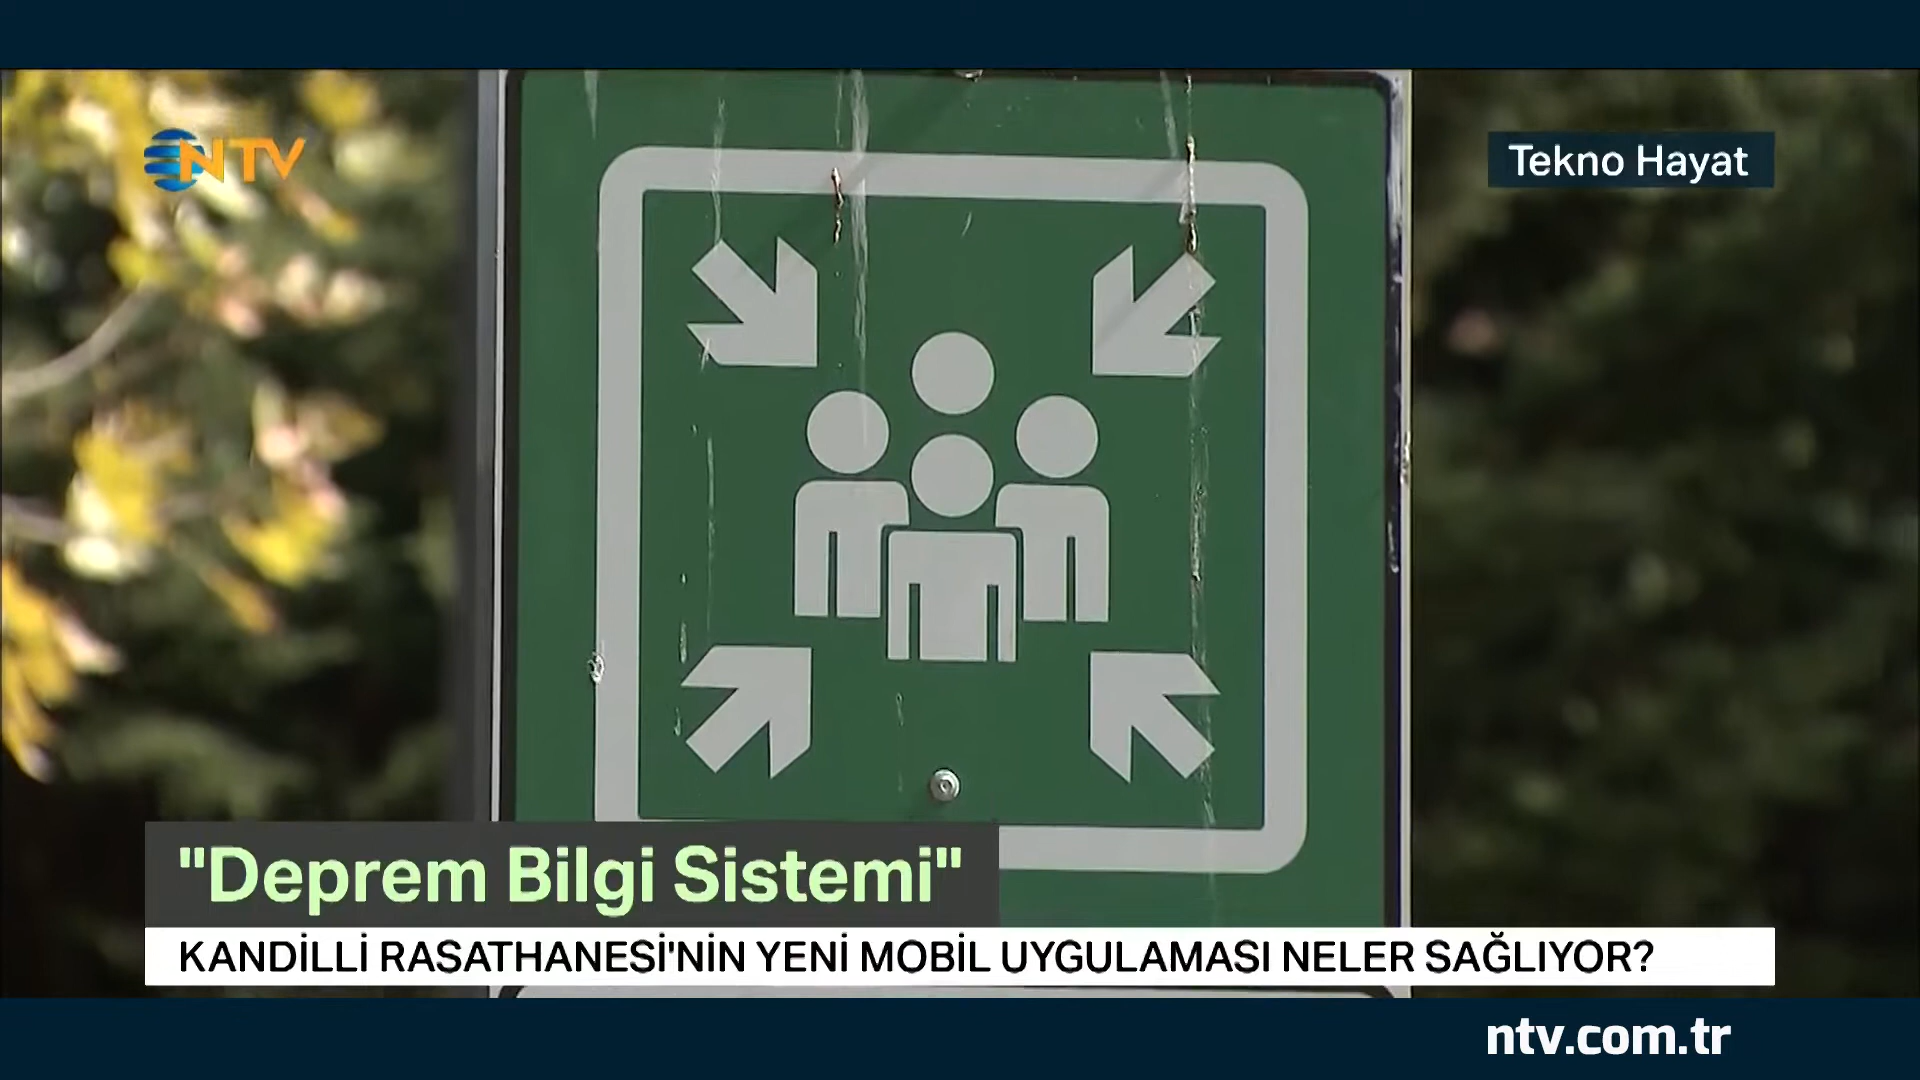 NTV
Tekno Hayat
"Deprem Bilgi Sistemi"
KANDİLLİ RASATHANESİ'NİN YENİ MOBİL UYGULAMASI NELER SAĞLIYOR?
ntv.com.tr